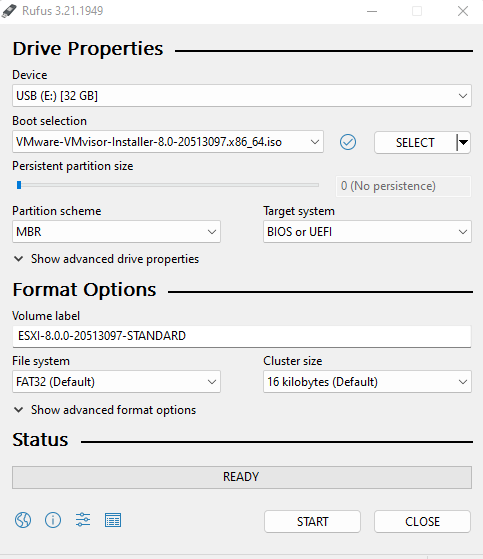 Rufus 3.21.1949
Drive Properties
Device
USB (E:) [32 GB]
Boot selection
VMware-VMvisor-Installer-8.0-20513097.x86_64.iso
SELECT
Persistent partition size
0 (No persistence)
Partition scheme
Target system
MBR
BIOS or UEFI
Show advanced drive properties
Format Options
Volume label
ESXI-8.0.0-20513097-STANDARD
File system
Cluster size
FAT32 (Default)
16 kilobytes (Default)
Show advanced format options
Status
READY
START
CLOSE